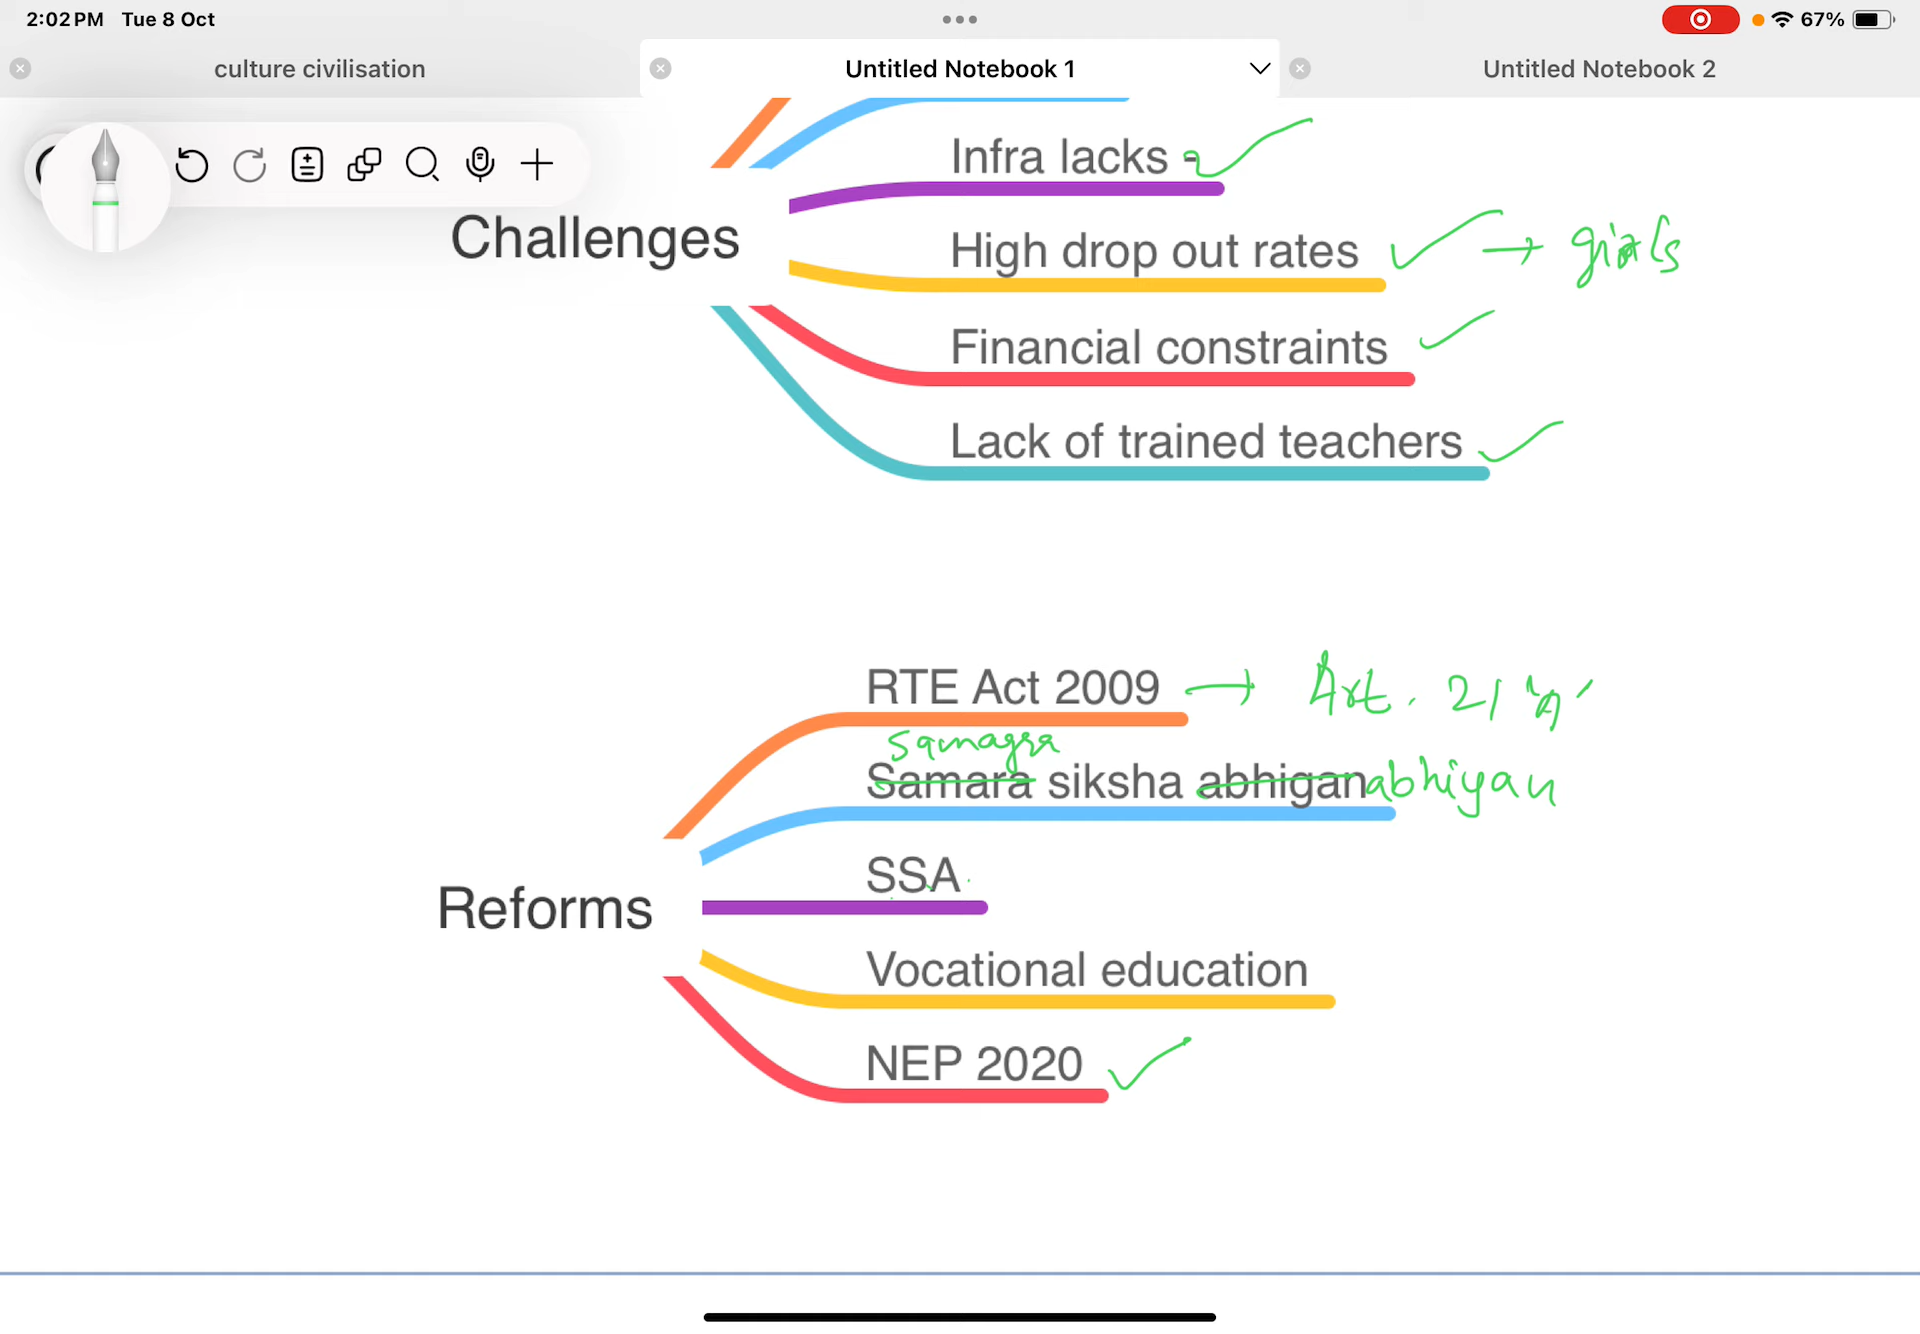 2:02 PM Tue 8 Oct 67%
culture civilisation Untitled Notebook 1 Untitled Notebook 2
Infra lacks -
Challenges
High drop out rates → girls
Financial constraints
Lack of trained teachers
RTE Act 2009 → Art. 21 'A'
samagra
Samara siksha abhigan abhiyan
SSA
Reforms
Vocational education
NEP 2020